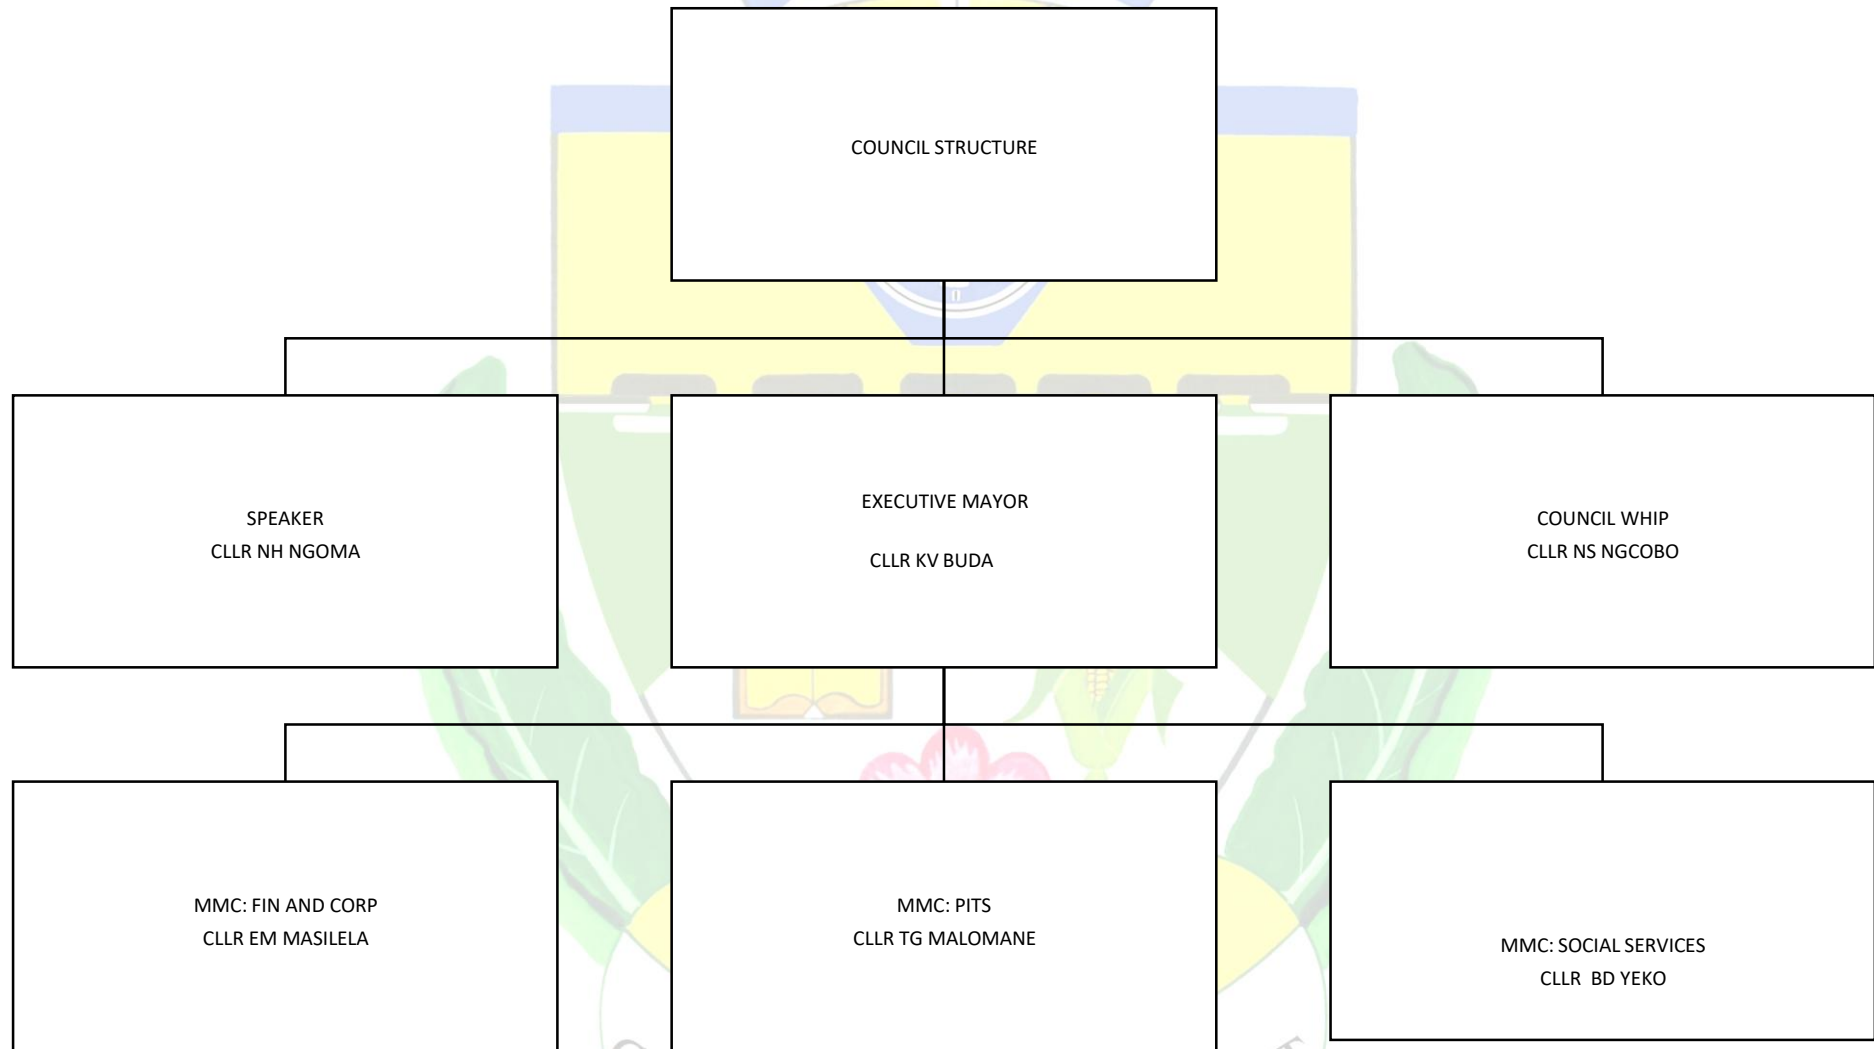 COUNCIL STRUCTURE
SPEAKER
CLLR NH NGOMA
EXECUTIVE MAYOR
CLLR KV BUDA
COUNCIL WHIP
CLLR NS NGCOBO
MMC: FIN AND CORP
CLLR EM MASILELA
MMC: PITS
CLLR TG MALOMANE
MMC: SOCIAL SERVICES
CLLR BD YEKO